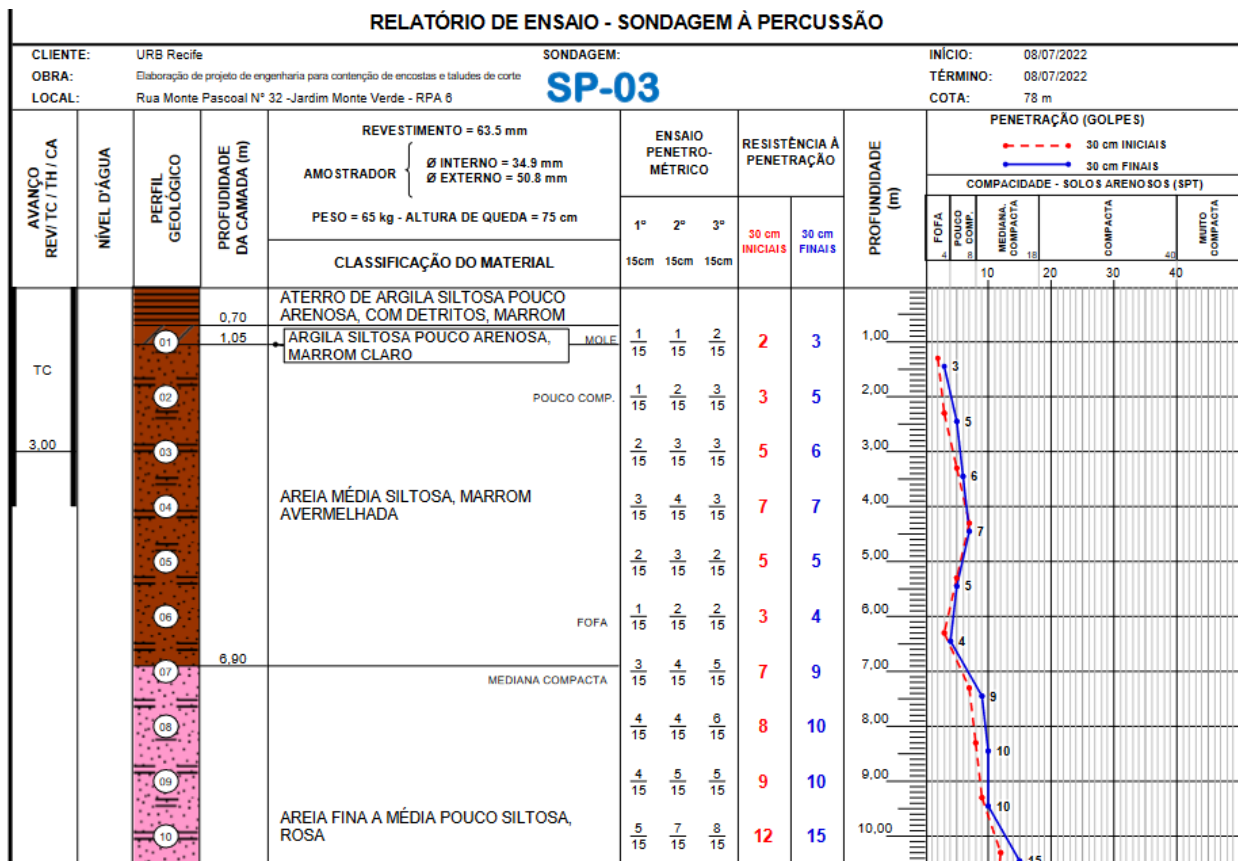 RELATÓRIO DE ENSAIO - SONDAGEM À PERCUSSÃO
CLIENTE: URB Recife SONDAGEM: INÍCIO: 08/07/2022
OBRA: Elaboração de projeto de engenharia para contenção de encostas e taludes de corte SP-03 TÉRMINO: 08/07/2022
LOCAL: Rua Monte Pascoal N° 32 -Jardim Monte Verde - RPA 6 COTA: 78 m
AVANÇO
REV/ TC / TH / CA
NÍVEL D'ÁGUA
PERFIL
GEOLÓGICO
PROFUDIDADE
DA CAMADA (m)
REVESTIMENTO = 63.5 mm
AMOSTRADOR
Ø INTERNO = 34.9 mm
Ø EXTERNO = 50.8 mm
PESO = 65 kg - ALTURA DE QUEDA = 75 cm
CLASSIFICAÇÃO DO MATERIAL
ENSAIO
PENETRO-
MÉTRICO
1ª 2ª 3ª
15cm 15cm 15cm
RESISTÊNCIA À
PENETRAÇÃO
30 cm
INICIAIS
30 cm
FINAIS
PROFUNDIDADE
(m)
PENETRAÇÃO (GOLPES)
30 cm INICIAIS
30 cm FINAIS
COMPACIDADE - SOLOS ARENOSOS (SPT)
FOFA
POUCO
COMP.
MEDIANA.
COMPACTA
COMPACTA
MUITO
COMPACTA
4 8 18 40
10 20 30 40
TC
3,00
0,70
1,05
6,90
01
02
03
04
05
06
07
08
09
10
ATERRO DE ARGILA SILTOSA POUCO
ARENOSA, COM DETRITOS, MARROM
ARGILA SILTOSA POUCO ARENOSA,
MARROM CLARO
MOLE
POUCO COMP.
AREIA MÉDIA SILTOSA, MARROM
AVERMELHADA
FOFA
MEDIANA COMPACTA
AREIA FINA A MÉDIA POUCO SILTOSA,
ROSA
1/15 1/15 2/15 2 3
1/15 2/15 3/15 3 5
2/15 3/15 3/15 5 6
3/15 4/15 3/15 7 7
2/15 3/15 2/15 5 5
1/15 2/15 2/15 3 4
3/15 4/15 5/15 7 9
4/15 4/15 6/15 8 10
4/15 5/15 5/15 9 10
5/15 7/15 8/15 12 15
1,00
2,00
3,00
4,00
5,00
6,00
7,00
8,00
9,00
10,00
3
5
6
7
5
4
9
10
10
15